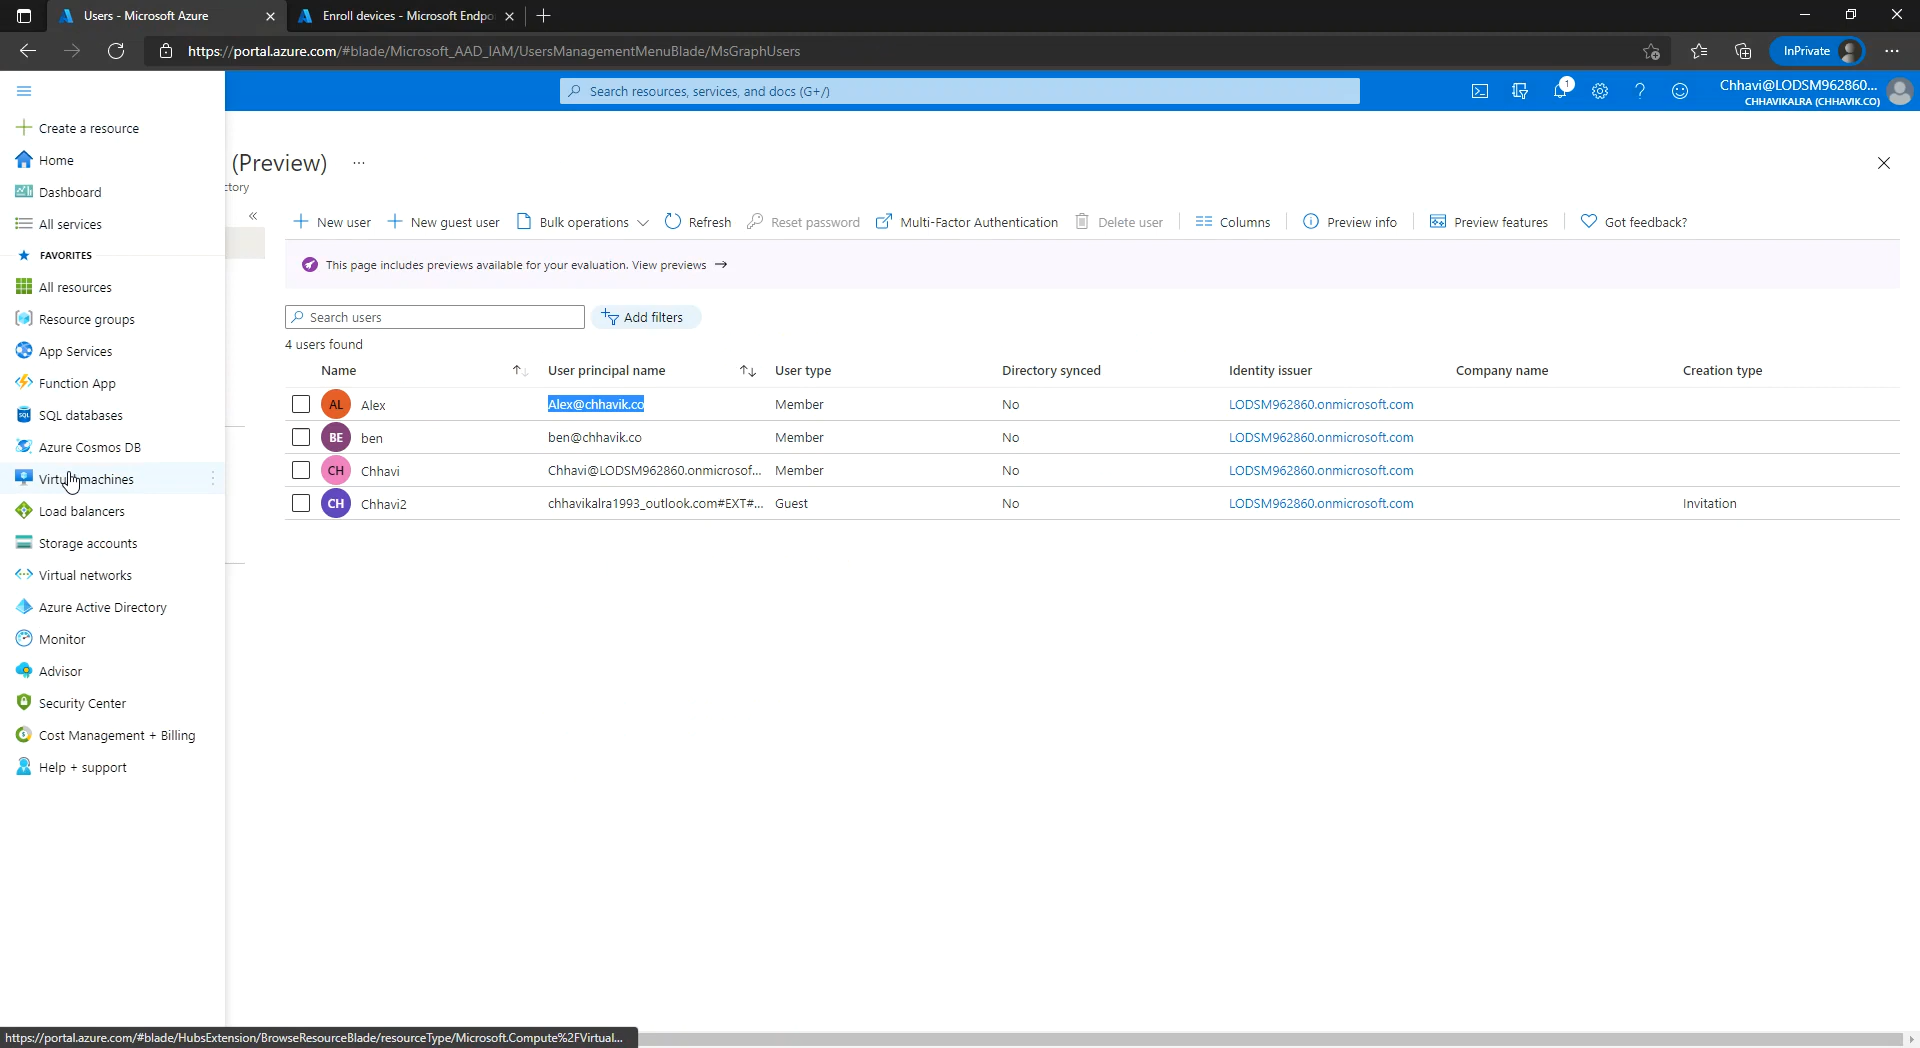 Users - Microsoft Azure
Enroll devices - Microsoft Endpo
https://portal.azure.com/#blade/Microsoft_AAD_IAM/UsersManagementMenuBlade/MsGraphUsers
InPrivate
Search resources, services, and docs (G+/)
1
Chhavi@LODSM962860...
CHHAVIKALRA (CHHAVIK.CO)
Create a resource
Home
Dashboard
All services
FAVORITES
All resources
Resource groups
App Services
Function App
SQL databases
Azure Cosmos DB
Virtual machines
Load balancers
Storage accounts
Virtual networks
Azure Active Directory
Monitor
Advisor
Security Center
Cost Management + Billing
Help + support
(Preview) ...
ctory
New user New guest user Bulk operations Refresh Reset password Multi-Factor Authentication Delete user Columns Preview info Preview features Got feedback?
This page includes previews available for your evaluation. View previews →
Search users
Add filters
4 users found
Name User principal name User type Directory synced Identity issuer Company name Creation type
AL Alex Alex@chhavik.co Member No LODSM962860.onmicrosoft.com
BE ben ben@chhavik.co Member No LODSM962860.onmicrosoft.com
CH Chhavi Chhavi@LODSM962860.onmicrosof... Member No LODSM962860.onmicrosoft.com
CH Chhavi2 chhavikalra1993_outlook.com#EXT#... Guest No LODSM962860.onmicrosoft.com Invitation
https://portal.azure.com/#blade/HubsExtension/BrowseResourceBlade/resourceType/Microsoft.Compute%2FVirtual...